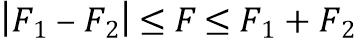 |F₁ − F₂| ≤ F ≤ F₁ + F₂